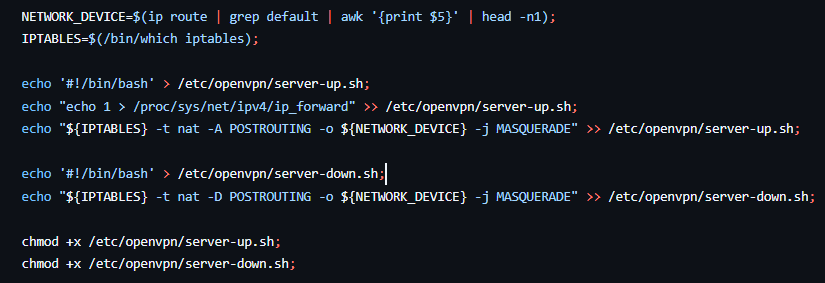 NETWORK_DEVICE=$(ip route | grep default | awk '{print $5}' | head -n1);
IPTABLES=$(/bin/which iptables);
echo '#!/bin/bash' > /etc/openvpn/server-up.sh;
echo "echo 1 > /proc/sys/net/ipv4/ip_forward" >> /etc/openvpn/server-up.sh;
echo "${IPTABLES} -t nat -A POSTROUTING -o ${NETWORK_DEVICE} -j MASQUERADE" >> /etc/openvpn/server-up.sh;
echo '#!/bin/bash' > /etc/openvpn/server-down.sh;
echo "${IPTABLES} -t nat -D POSTROUTING -o ${NETWORK_DEVICE} -j MASQUERADE" >> /etc/openvpn/server-down.sh;
chmod +x /etc/openvpn/server-up.sh;
chmod +x /etc/openvpn/server-down.sh;